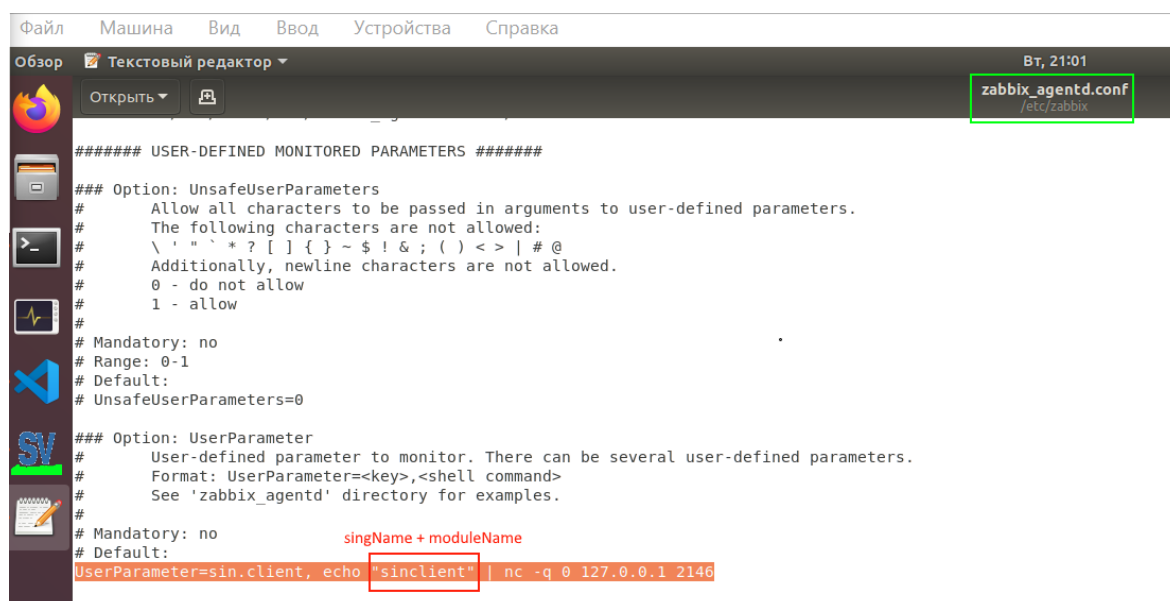 Файл Машина Вид Ввод Устройства Справка
Обзор Текстовый редактор Вт, 21:01
Открыть zabbix_agentd.conf
/etc/zabbix
####### USER-DEFINED MONITORED PARAMETERS #######
### Option: UnsafeUserParameters
# Allow all characters to be passed in arguments to user-defined parameters.
# The following characters are not allowed:
# \ ' " ` * ? [ ] { } ~ $ ! & ; ( ) < > | # @
# Additionally, newline characters are not allowed.
# 0 - do not allow
# 1 - allow
#
# Mandatory: no
# Range: 0-1
# Default:
# UnsafeUserParameters=0
### Option: UserParameter
# User-defined parameter to monitor. There can be several user-defined parameters.
# Format: UserParameter=<key>,<shell command>
# See 'zabbix_agentd' directory for examples.
#
# Mandatory: no
singName + moduleName
# Default:
UserParameter=sin.client, echo "sinclient" | nc -q 0 127.0.0.1 2146
SV